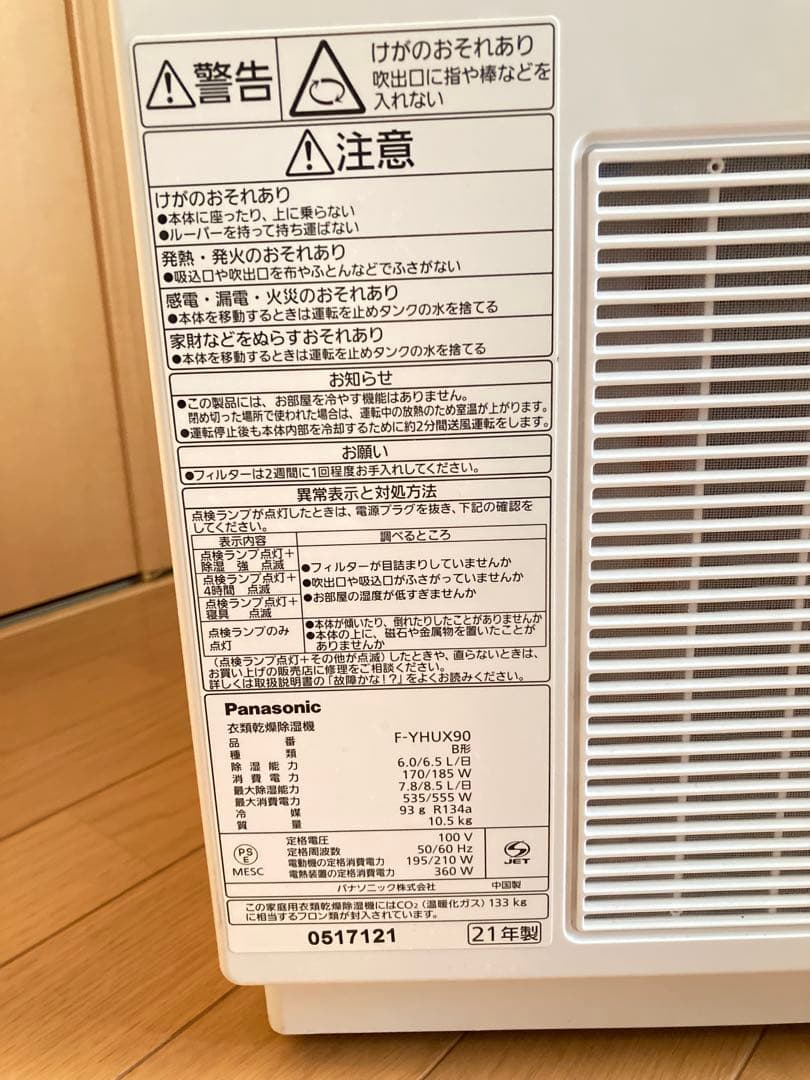 警告
けがのおそれあり
吹出口に指や棒などを
入れない
注意
けがのおそれあり
●本体に座ったり、上に乗らない
●ルーバーを持って持ち運ばない
発熱・発火のおそれあり
●吸込口や吹出口を布やふとんなどでふさがない
感電・漏電・火災のおそれあり
●本体を移動するときは運転を止めタンクの水を捨てる
家財などをぬらすおそれあり
●本体を移動するときは運転を止めタンクの水を捨てる
お知らせ
●この製品には、お部屋を冷やす機能はありません。
閉め切った場所で使われた場合は、運転中の放熱のため室温が上がります。
●運転停止後も本体内部を冷却するために約2分間送風運転をします。
お願い
●フィルターは2週間に1回程度お手入れしてください。
異常表示と対処方法
点検ランプが点灯したときは、電源プラグを抜き、下記の確認を
してください。
表示内容 調べるところ
点検ランプ点灯+
除湿 強 点滅
点検ランプ点灯+
4時間 点滅
点検ランプ点灯+
寝具 点滅
●フィルターが目詰まりしていませんか
●吹出口や吸込口がふさがっていませんか
●お部屋の湿度が低すぎませんか
点検ランプのみ
点灯
●本体が傾いたり、倒れたりしたことがありませんか
●本体の上に、磁石や金属物を置いたことが
ありませんか
(点検ランプ点灯+その他が点滅)したときや、直らないときは、
お買い上げの販売店に修理をご相談ください。
詳しくは取扱説明書の「故障かな!?」をよくお読みください。
Panasonic
衣類乾燥除湿機
品番 F-YHUX90
種類 B形
除湿能力 6.0/6.5 L/日
消費電力 170/185 W
最大除湿能力 7.8/8.5 L/日
最大消費電力 535/555 W
冷媒 93 g R134a
質量 10.5 kg
PS
E
MESC
定格電圧 100 V
定格周波数 50/60 Hz
電動機の定格消費電力 195/210 W
電熱装置の定格消費電力 360 W
JET
パナソニック株式会社 中国製
この家庭用衣類乾燥除湿機にはCO₂(温暖化ガス)133 kg
に相当するフロン類が封入されています。
0517121 21年製